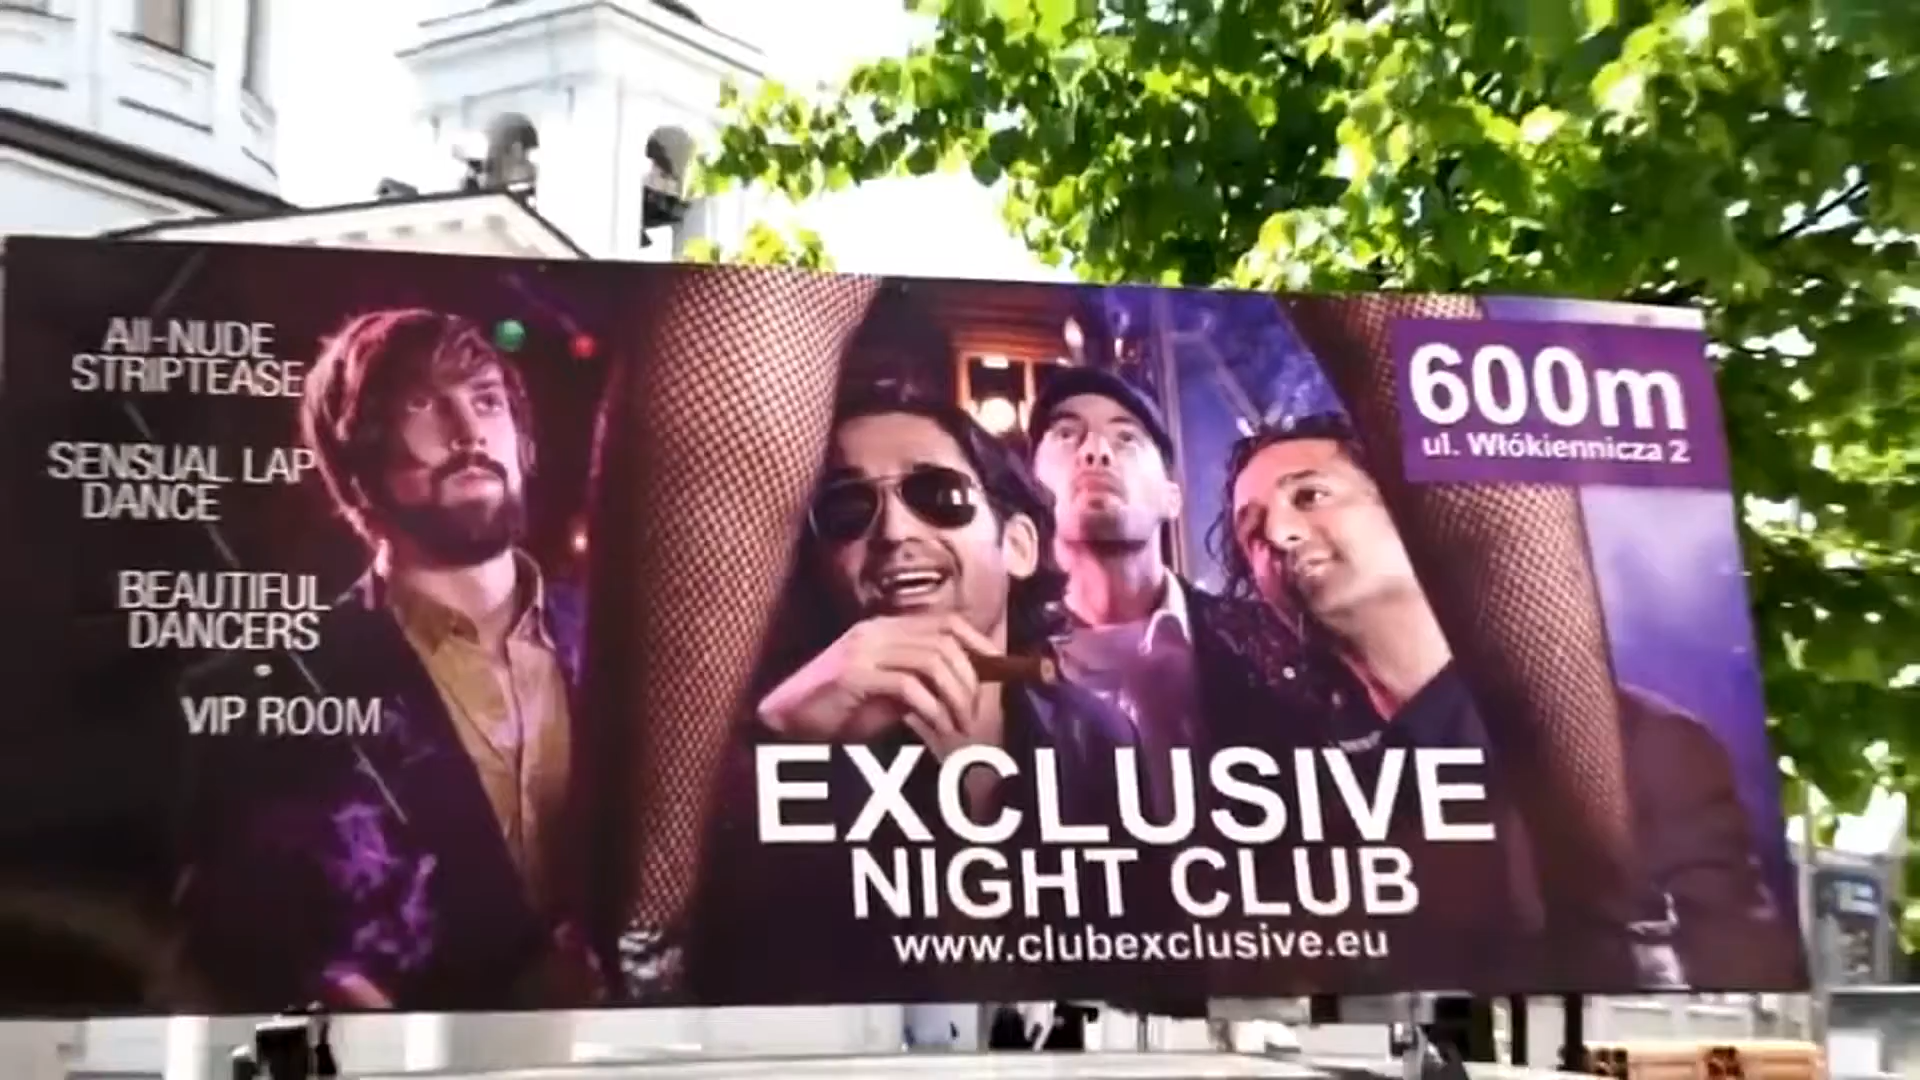 All-NUDE
STRIPTEASE
SENSUAL LAP
DANCE
BEAUTIFUL
DANCERS
VIP ROOM
600m
ul. Włókiennicza 2
EXCLUSIVE
NIGHT CLUB
www.clubexclusive.eu